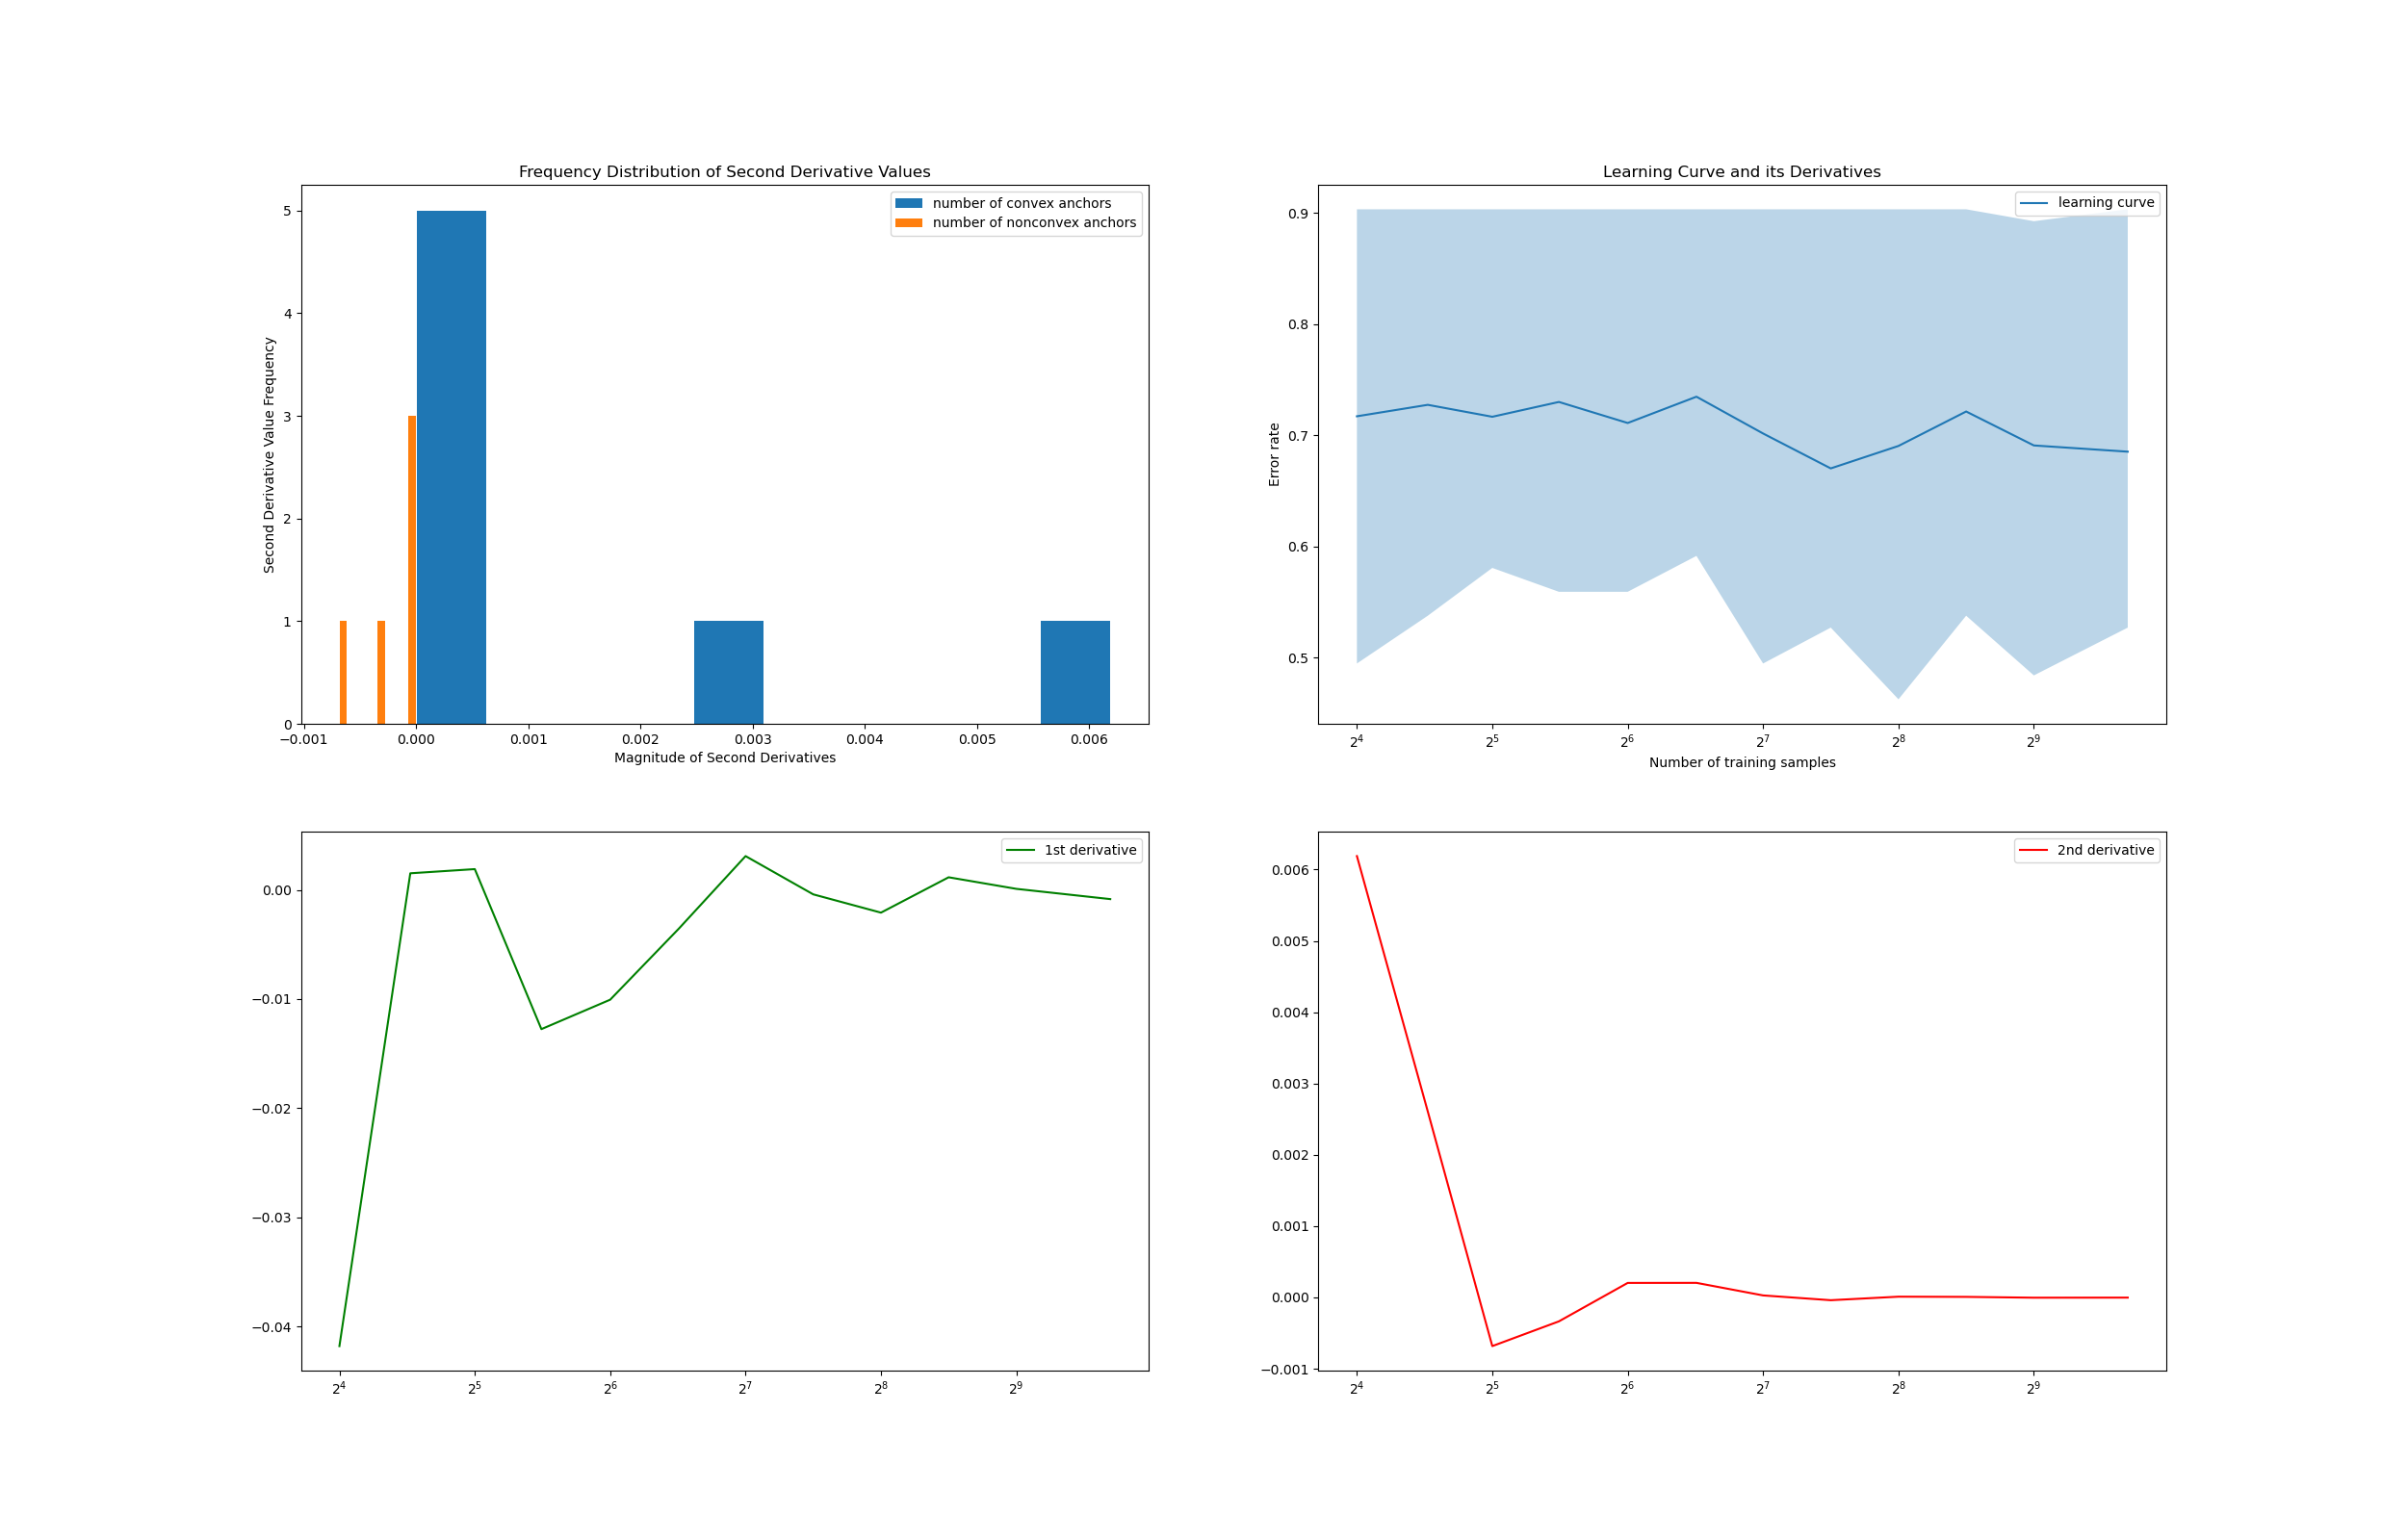 Frequency Distribution of Second Derivative Values
number of convex anchors
number of nonconvex anchors
Second Derivative Value Frequency
5
4
3
2
1
0
−0.001 0.000 0.001 0.002 0.003 0.004 0.005 0.006
Magnitude of Second Derivatives
Learning Curve and its Derivatives
learning curve
Error rate
0.9
0.8
0.7
0.6
0.5
2⁴ 2⁵ 2⁶ 2⁷ 2⁸ 2⁹
Number of training samples
1st derivative
0.00
−0.01
−0.02
−0.03
−0.04
2⁴ 2⁵ 2⁶ 2⁷ 2⁸ 2⁹
2nd derivative
0.006
0.005
0.004
0.003
0.002
0.001
0.000
−0.001
2⁴ 2⁵ 2⁶ 2⁷ 2⁸ 2⁹